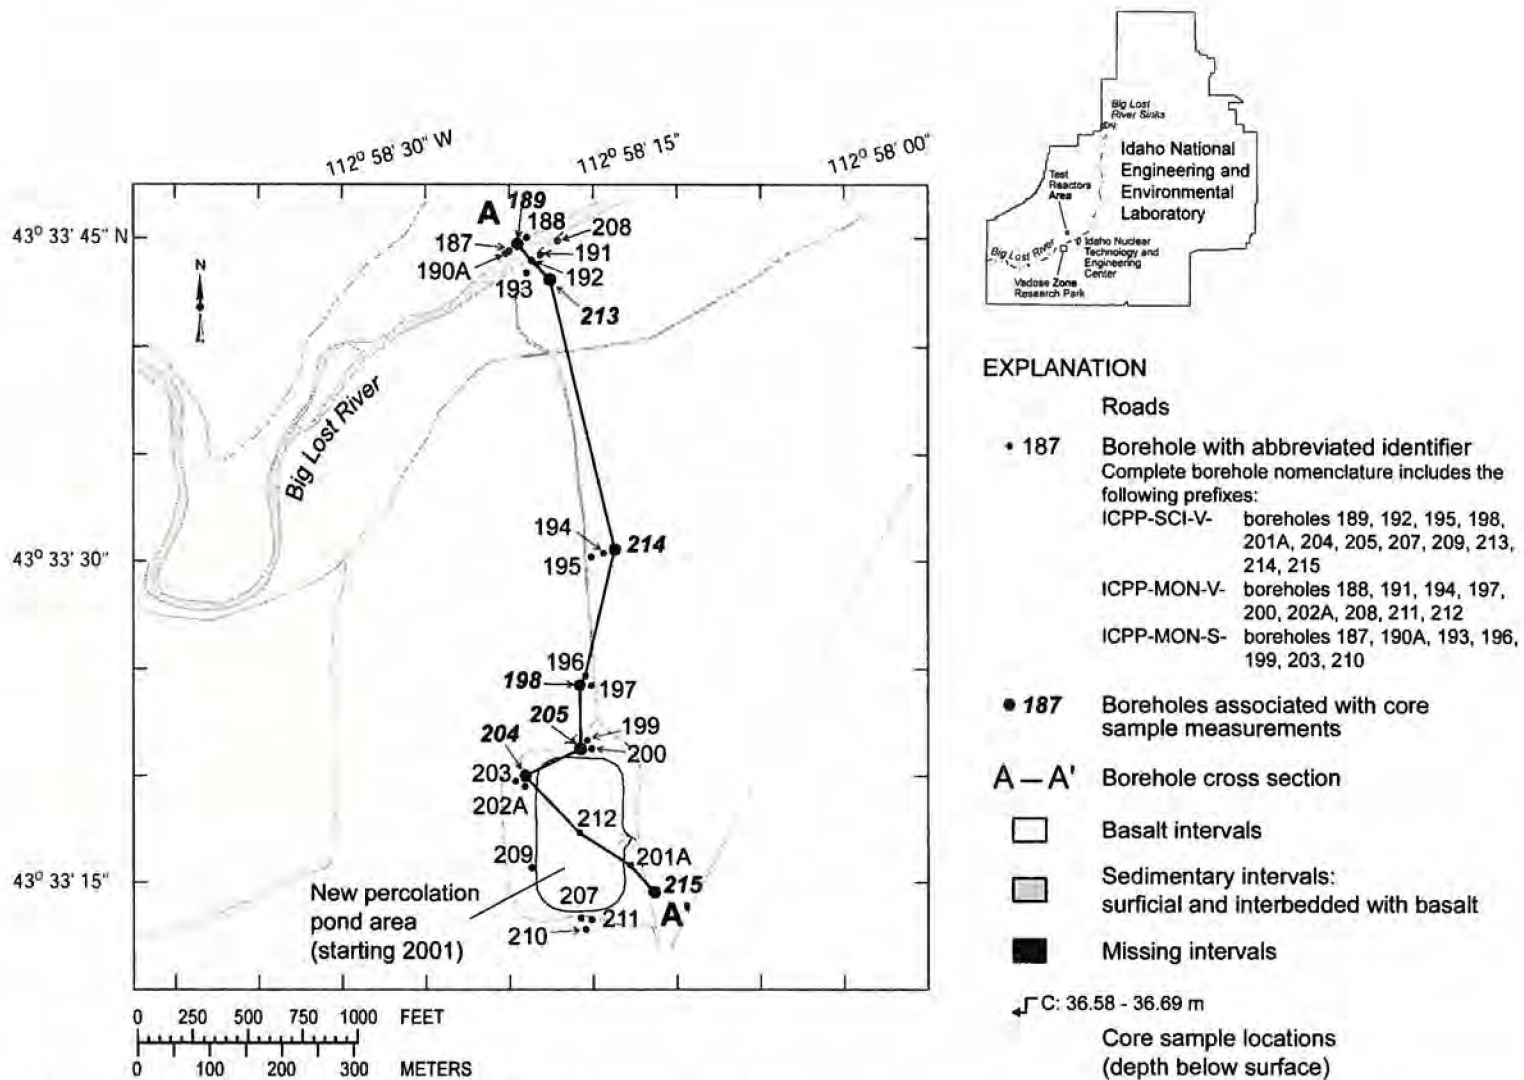 112º 58' 30" W
112º 58' 15"
112º 58' 00"
43º 33' 45" N
43º 33' 30"
43º 33' 15"
N
A
189
188
208
187
191
190A
192
193
213
Big Lost River
194
214
195
196
198
197
205
199
204
200
203
202A
212
209
201A
215
New percolation
pond area
(starting 2001)
207
A'
211
210
0 250 500 750 1000 FEET
0 100 200 300 METERS
Big Lost
River Sinks
Idaho National
Engineering and
Environmental
Laboratory
Test
Reactors
Area
Big Lost River
Idaho Nuclear
Technology and
Engineering
Center
Vadose Zone
Research Park
EXPLANATION
Roads
187 Borehole with abbreviated identifier
Complete borehole nomenclature includes the
following prefixes:
ICPP-SCI-V- boreholes 189, 192, 195, 198,
201A, 204, 205, 207, 209, 213,
214, 215
ICPP-MON-V- boreholes 188, 191, 194, 197,
200, 202A, 208, 211, 212
ICPP-MON-S- boreholes 187, 190A, 193, 196,
199, 203, 210
187 Boreholes associated with core
sample measurements
A – A' Borehole cross section
Basalt intervals
Sedimentary intervals:
surficial and interbedded with basalt
Missing intervals
C: 36.58 - 36.69 m
Core sample locations
(depth below surface)